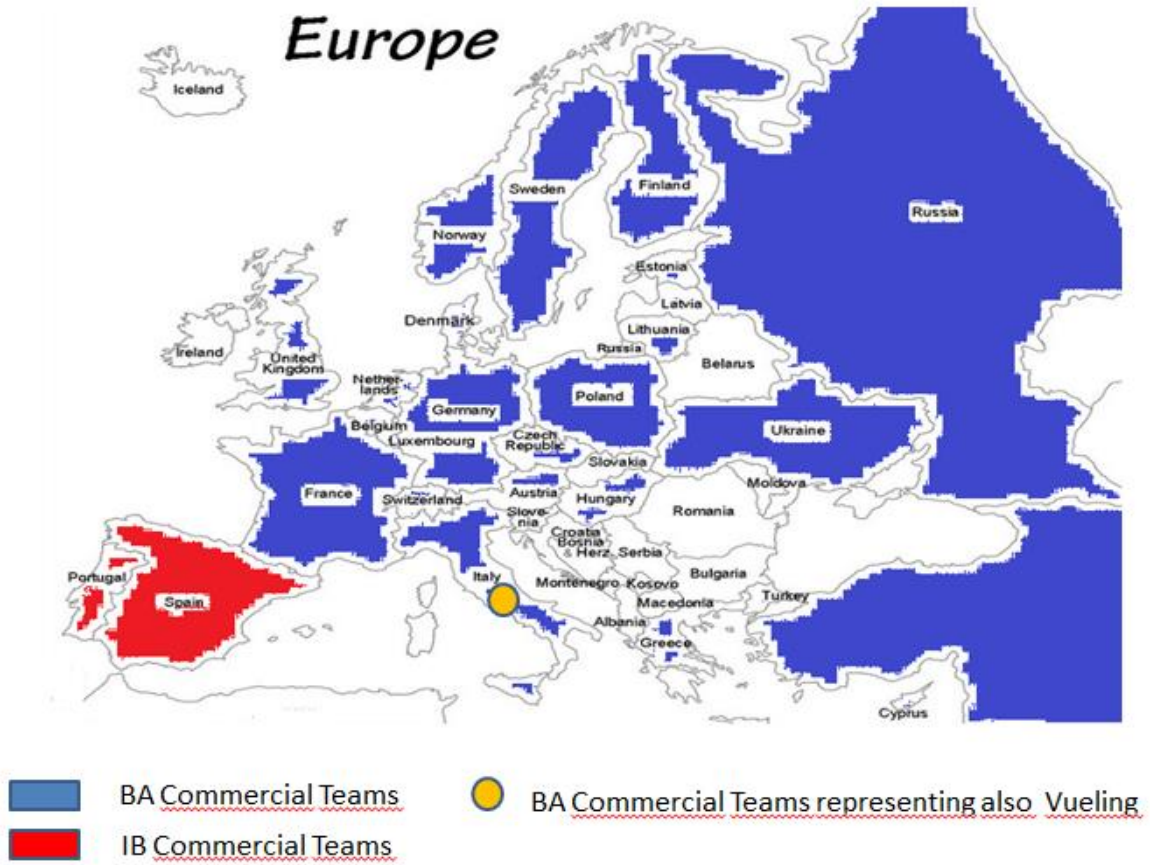 Europe
Iceland
Sweden
Finland
Russia
Norway
Estonia
Latvia
Denmark
Lithuania
Russia
Ireland
United
Kingdom
Belarus
Nether-
lands
Poland
Germany
Belgium
Ukraine
Luxembourg
Czech
Republic
Slovakia
Moldova
France
Switzerland
Austria
Hungary
Slove-
nia
Romania
Croatia
Bosnia
& Herz.
Serbia
Portugal
Spain
Italy
Montenegro
Kosovo
Bulgaria
Macedonia
Turkey
Albania
Greece
Cyprus
BA Commercial Teams
BA Commercial Teams representing also Vueling
IB Commercial Teams